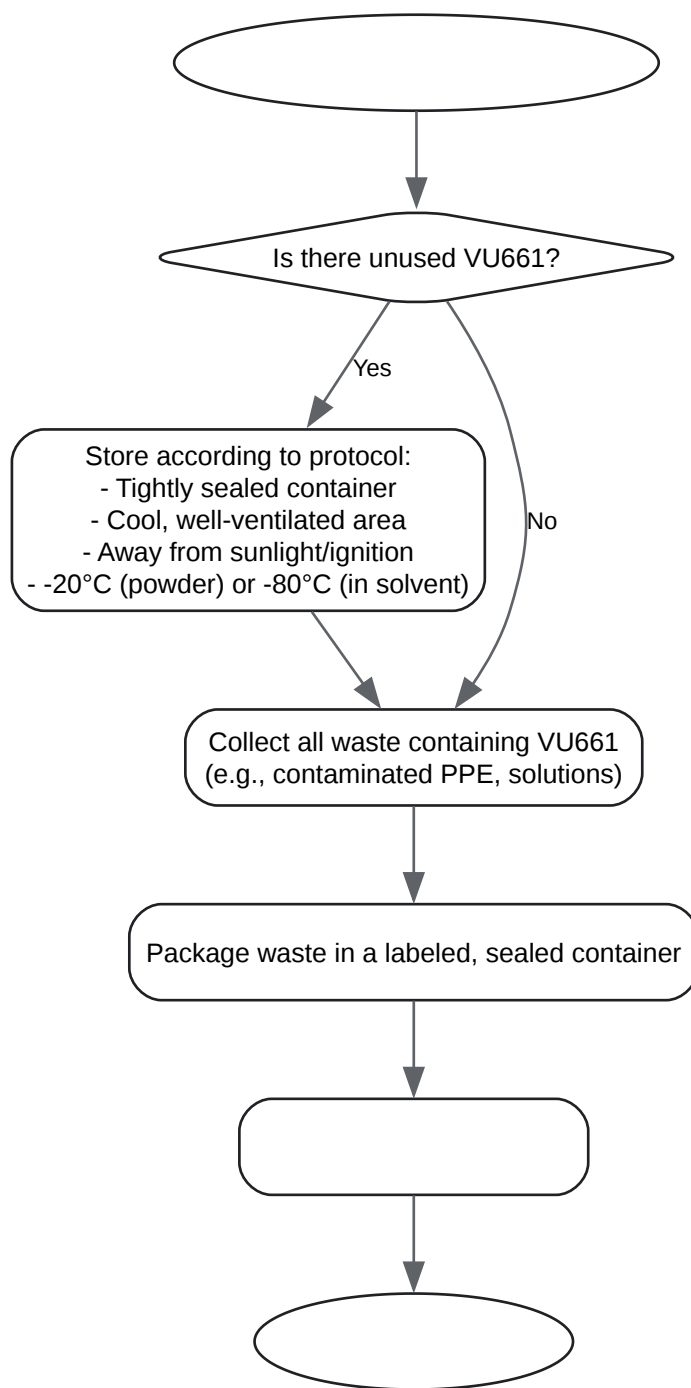 Is there unused VU661?
Yes
Store according to protocol:
- Tightly sealed container
- Cool, well-ventilated area
- Away from sunlight/ignition
- -20°C (powder) or -80°C (in solvent)
No
Collect all waste containing VU661
(e.g., contaminated PPE, solutions)
Package waste in a labeled, sealed container